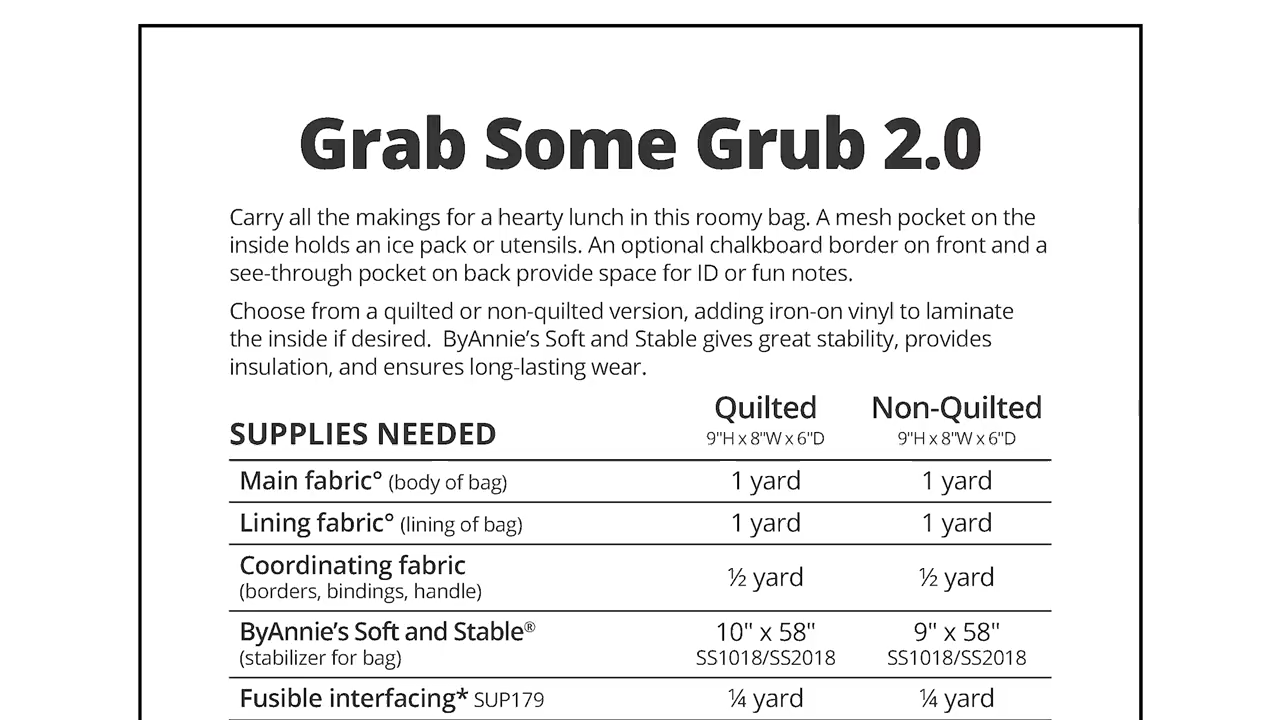 Grab Some Grub 2.0
Carry all the makings for a hearty lunch in this roomy bag. A mesh pocket on the
inside holds an ice pack or utensils. An optional chalkboard border on front and a
see-through pocket on back provide space for ID or fun notes.
Choose from a quilted or non-quilted version, adding iron-on vinyl to laminate
the inside if desired.  ByAnnie's Soft and Stable gives great stability, provides
insulation, and ensures long-lasting wear.
Quilted Non-Quilted
SUPPLIES NEEDED 9"H x 8"W x 6"D 9"H x 8"W x 6"D
Main fabric° (body of bag) 1 yard 1 yard
Lining fabric° (lining of bag) 1 yard 1 yard
Coordinating fabric
(borders, bindings, handle) ½ yard ½ yard
ByAnnie's Soft and Stable® 10" x 58" 9" x 58"
(stabilizer for bag) SS1018/SS2018 SS1018/SS2018
Fusible interfacing* SUP179 ¼ yard ¼ yard